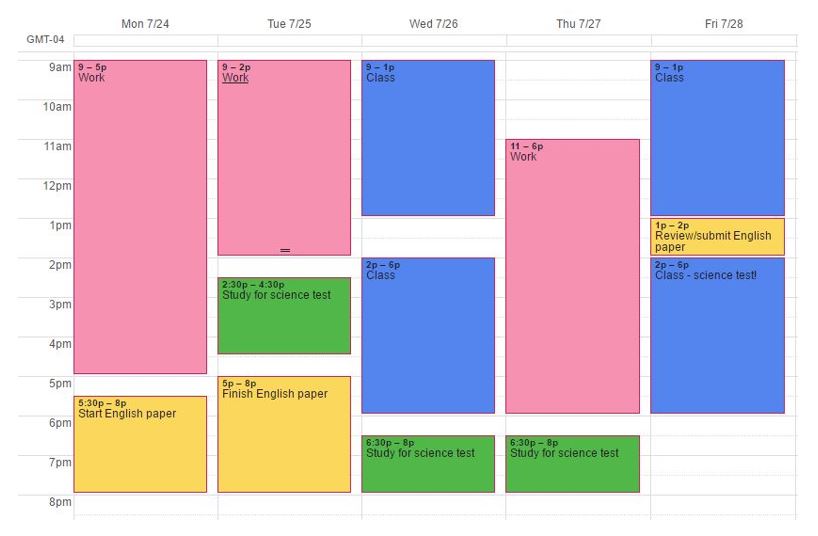 Mon 7/24
Tue 7/25
Wed 7/26
Thu 7/27
Fri 7/28
GMT-04
9am
10am
11am
12pm
1pm
2pm
3pm
4pm
5pm
6pm
7pm
8pm
9 – 5p
Work
5:30p – 8p
Start English paper
9 – 2p
Work
2:30p – 4:30p
Study for science test
5p – 8p
Finish English paper
9 – 1p
Class
2p – 6p
Class
6:30p – 8p
Study for science test
11 – 6p
Work
6:30p – 8p
Study for science test
9 – 1p
Class
1p – 2p
Review/submit English
paper
2p – 6p
Class - science test!